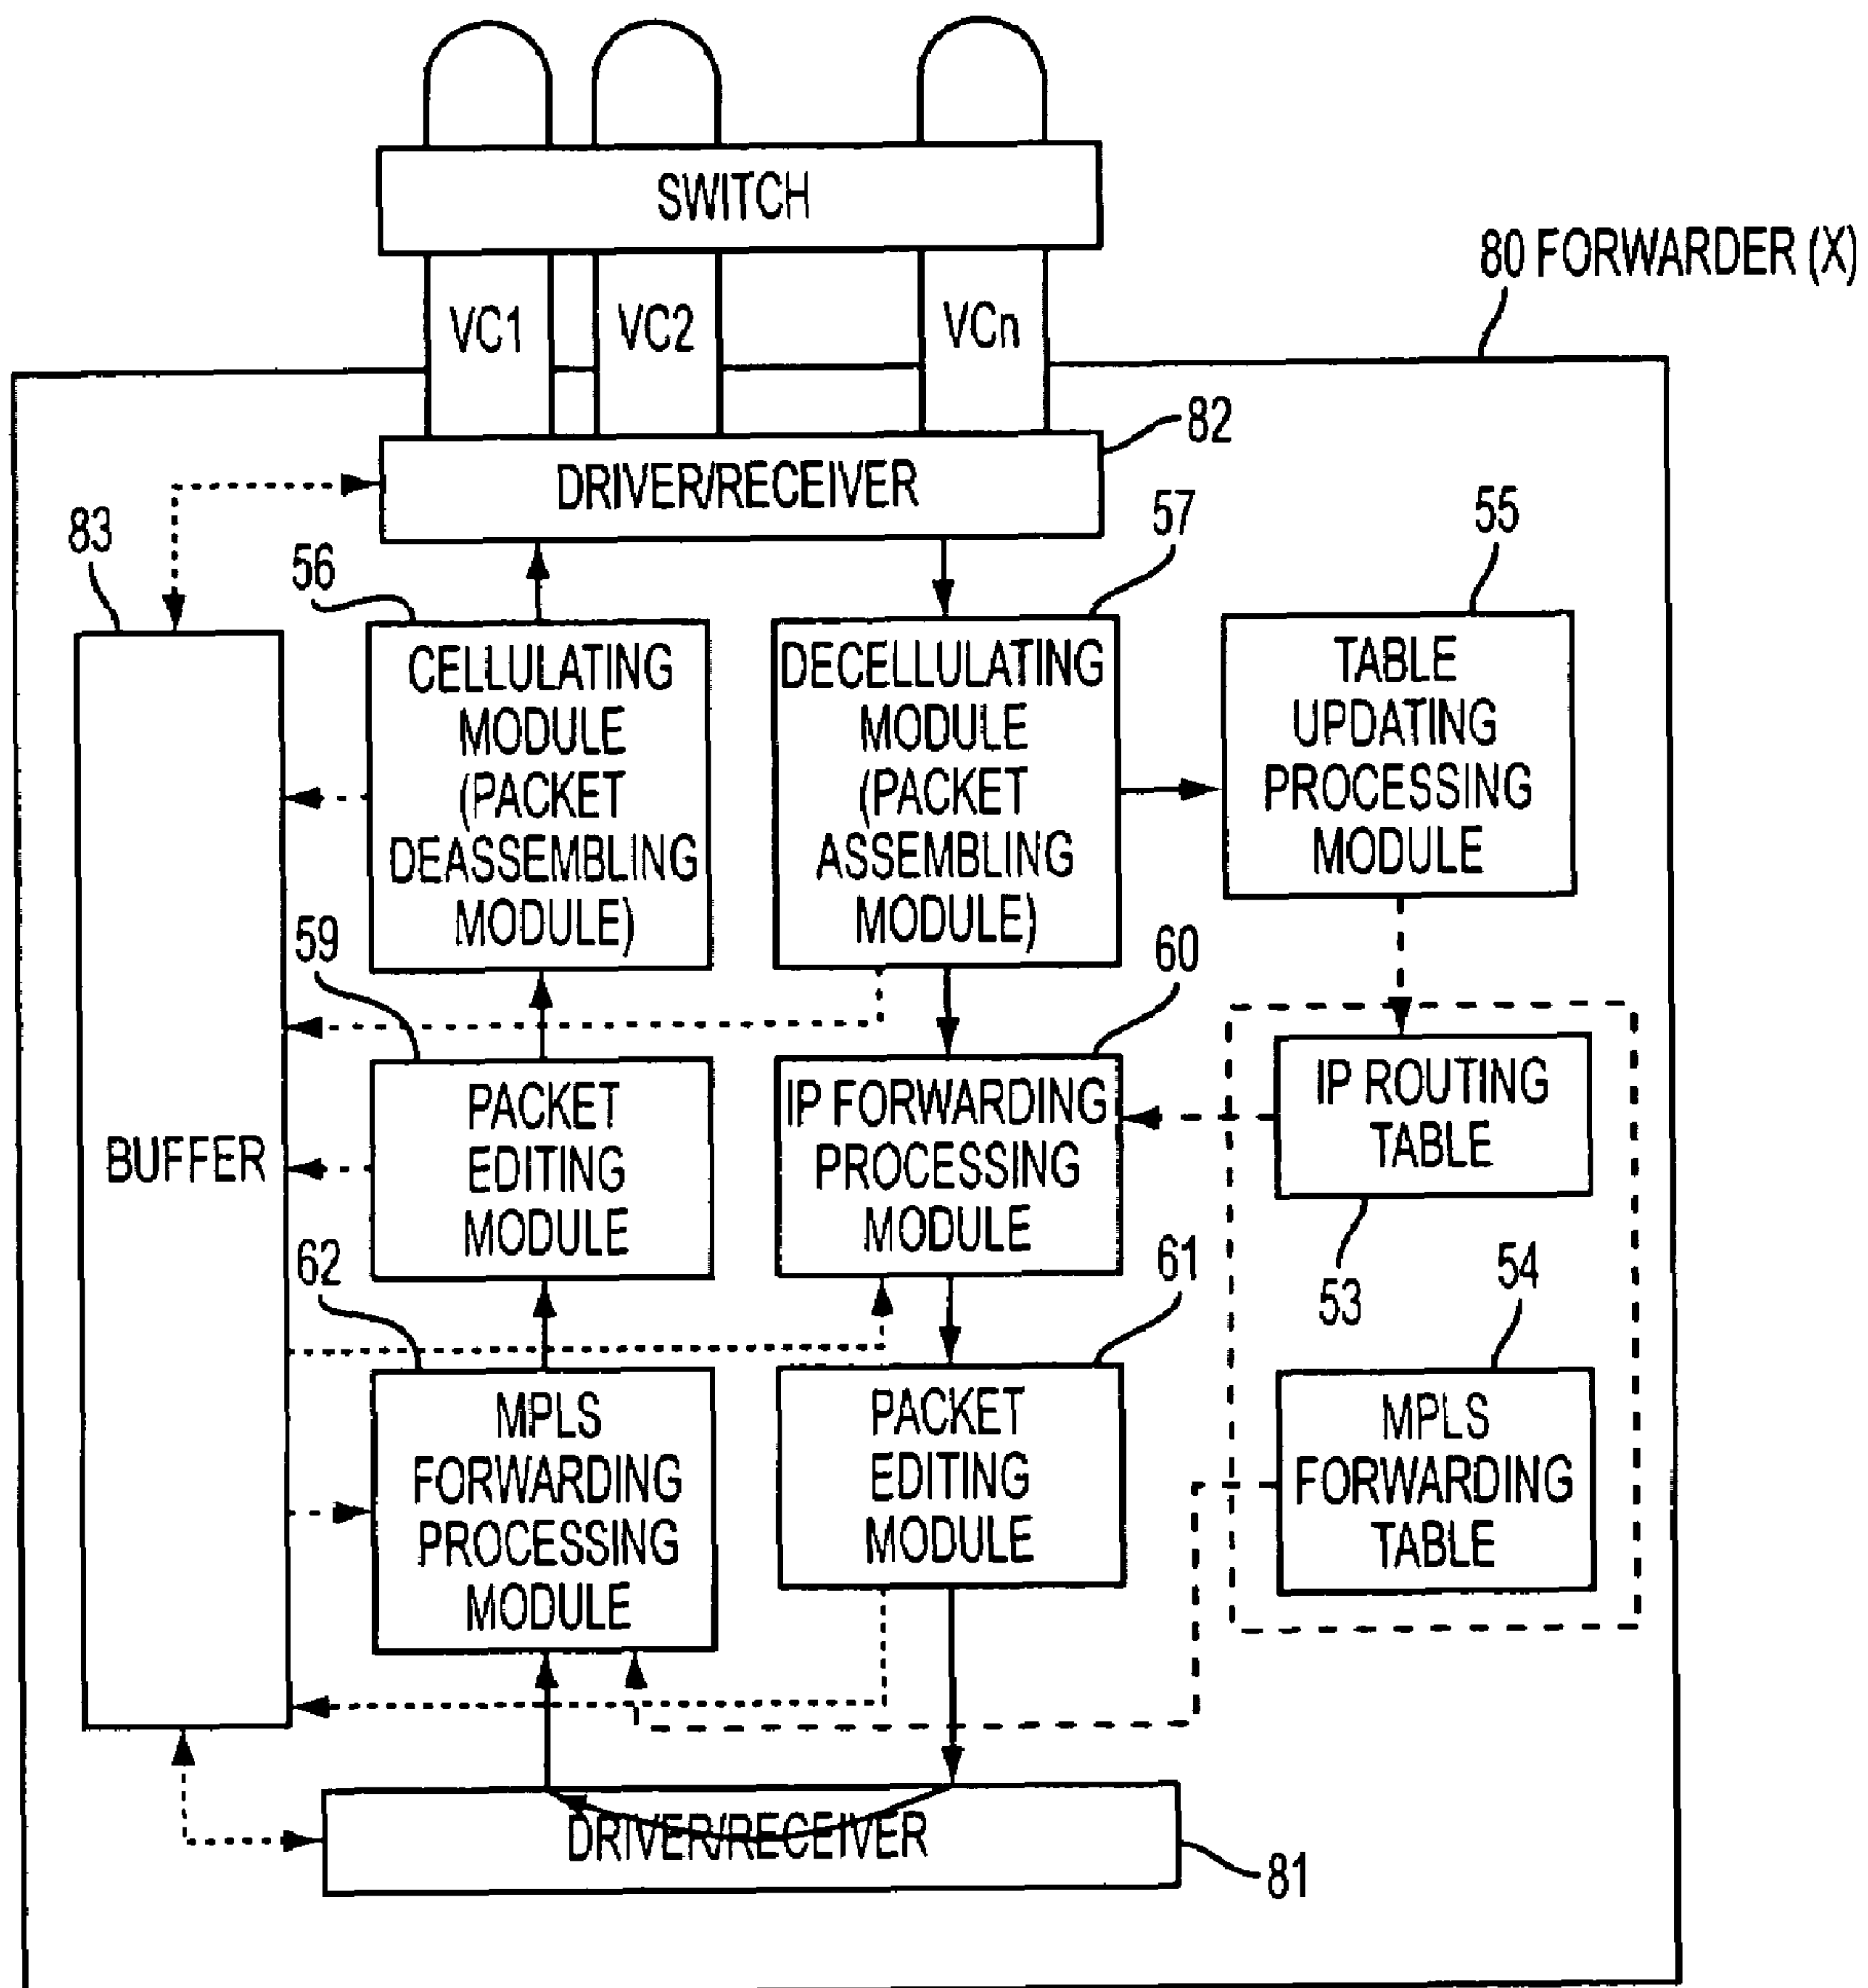 SWITCH
80 FORWARDER (X)
VC1
VC2
VCn
82
DRIVER/RECEIVER
83
56
57
55
CELLULATING
MODULE
(PACKET
DEASSEMBLING
MODULE)
DECELLULATING
MODULE
(PACKET
ASSEMBLING
MODULE)
TABLE
UPDATING
PROCESSING
MODULE
59
60
BUFFER
PACKET
EDITING
MODULE
IP FORWARDING
PROCESSING
MODULE
IP ROUTING
TABLE
53
62
61
54
MPLS
FORWARDING
PROCESSING
MODULE
PACKET
EDITING
MODULE
MPLS
FORWARDING
TABLE
DRIVER/RECEIVER
81